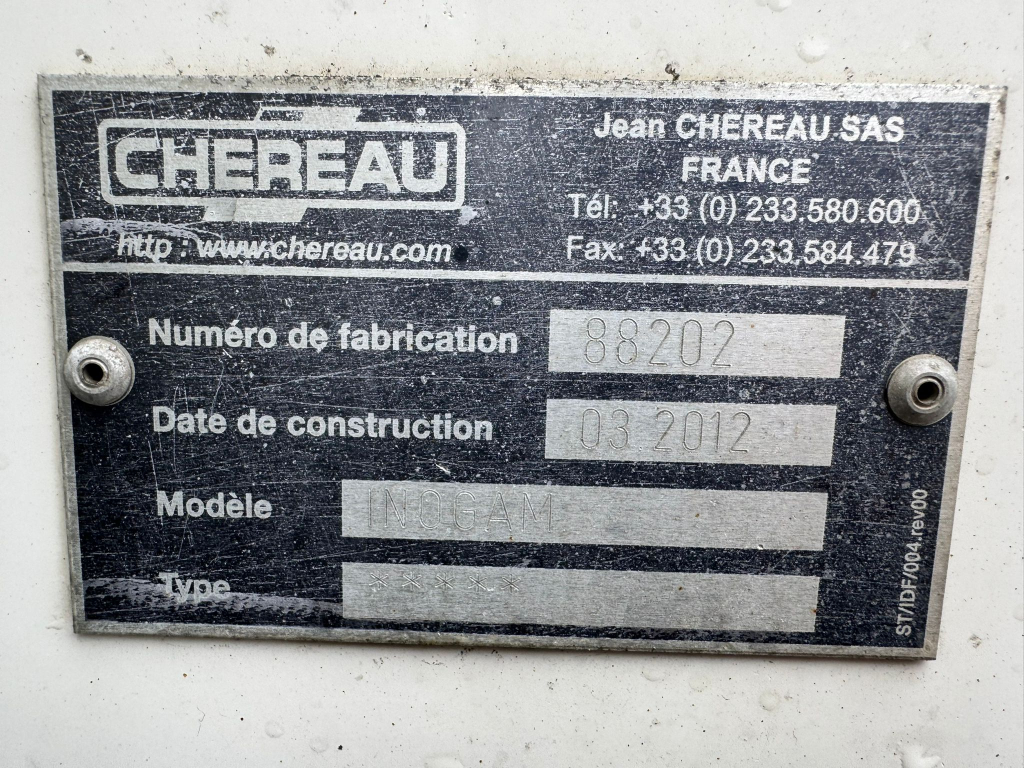 CHEREAU
http : www.chereau.com
Jean CHEREAU SAS
FRANCE
Tél: +33 (0) 233.580.600
Fax: +33 (0) 233.584.479
Numéro de fabrication 88202
Date de construction 03 2012
Modèle INOGAM
Type *****
ST/IDF/004.rev00